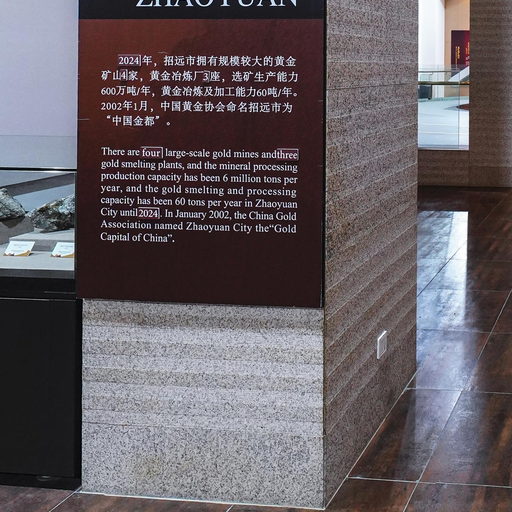 ZHAOYUAN
2024年，招远市拥有规模较大的黄金
矿山4家，黄金冶炼厂3座，选矿生产能力
600万吨/年，黄金冶炼及加工能力60吨/年。
2002年1月，中国黄金协会命名招远市为
“中国金都”。
There are four large-scale gold mines and three
gold smelting plants, and the mineral processing
production capacity has been 6 million tons per
year, and the gold smelting and processing
capacity has been 60 tons per year in Zhaoyuan
City until 2024. In January 2002, the China Gold
Association named Zhaoyuan City the“Gold
Capital of China”.